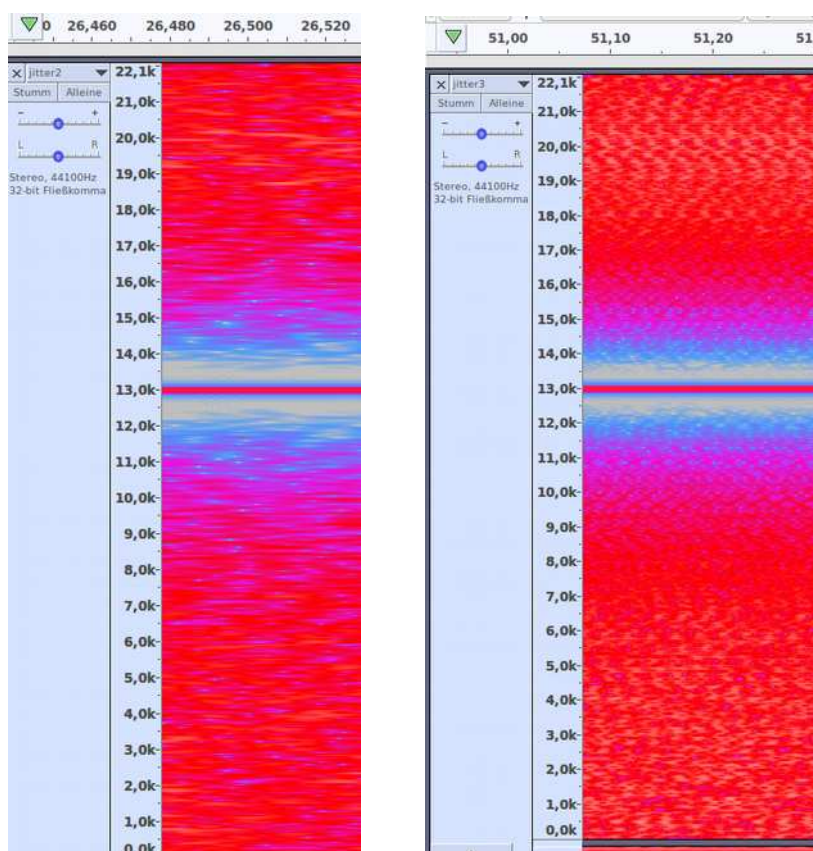 0 26,460 26,480 26,500 26,520
jitter2
Stumm Alleine
- +
L R
Stereo, 44100Hz
32-bit Fließkomma
22,1k
21,0k
20,0k
19,0k
18,0k
17,0k
16,0k
15,0k
14,0k
13,0k
12,0k
11,0k
10,0k
9,0k
8,0k
7,0k
6,0k
5,0k
4,0k
3,0k
2,0k
1,0k
0,0k
51,00 51,10 51,20 51
jitter3
Stumm Alleine
- +
L R
Stereo, 44100Hz
32-bit Fließkomma
22,1k
21,0k
20,0k
19,0k
18,0k
17,0k
16,0k
15,0k
14,0k
13,0k
12,0k
11,0k
10,0k
9,0k
8,0k
7,0k
6,0k
5,0k
4,0k
3,0k
2,0k
1,0k
0,0k